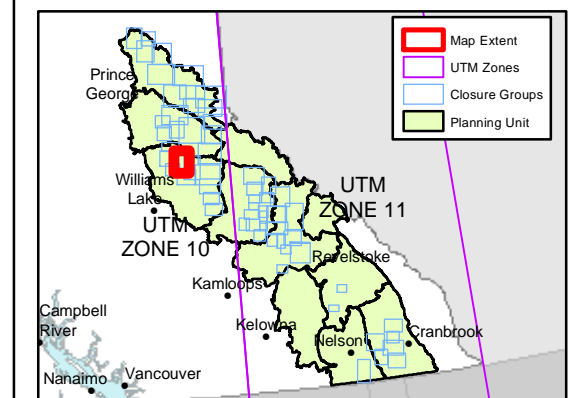 Map Extent
UTM Zones
Closure Groups
Planning Unit
Prince
George
Williams
Lake
UTM
ZONE 10
UTM
ZONE 11
Revelstoke
Kamloops
Campbell
River
Kelowna
Nelson
Cranbrook
Nanaimo
Vancouver